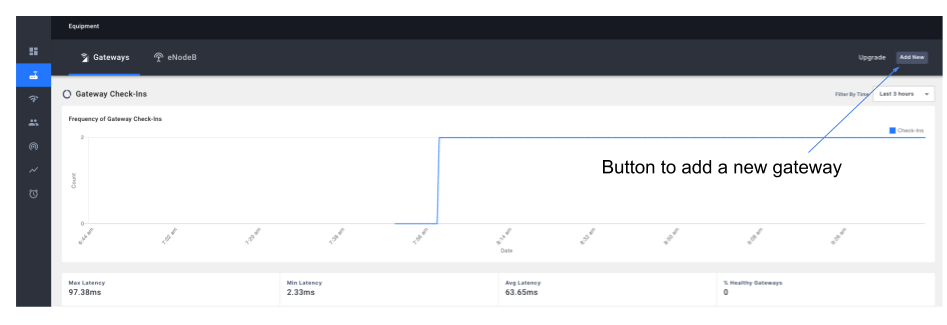 Equipment
Gateways
eNodeB
Upgrade
Add New
Gateway Check-Ins
Filter By Time
Last 3 hours
Frequency of Gateway Check-Ins
Check-Ins
2
Count
0
6:44 am
7:02 am
7:20 am
7:38 am
7:56 am
8:14 am
8:32 am
8:50 am
9:08 am
9:26 am
Date
Button to add a new gateway
Max Latency
97.38ms
Min Latency
2.33ms
Avg Latency
63.65ms
% Healthy Gateways
0